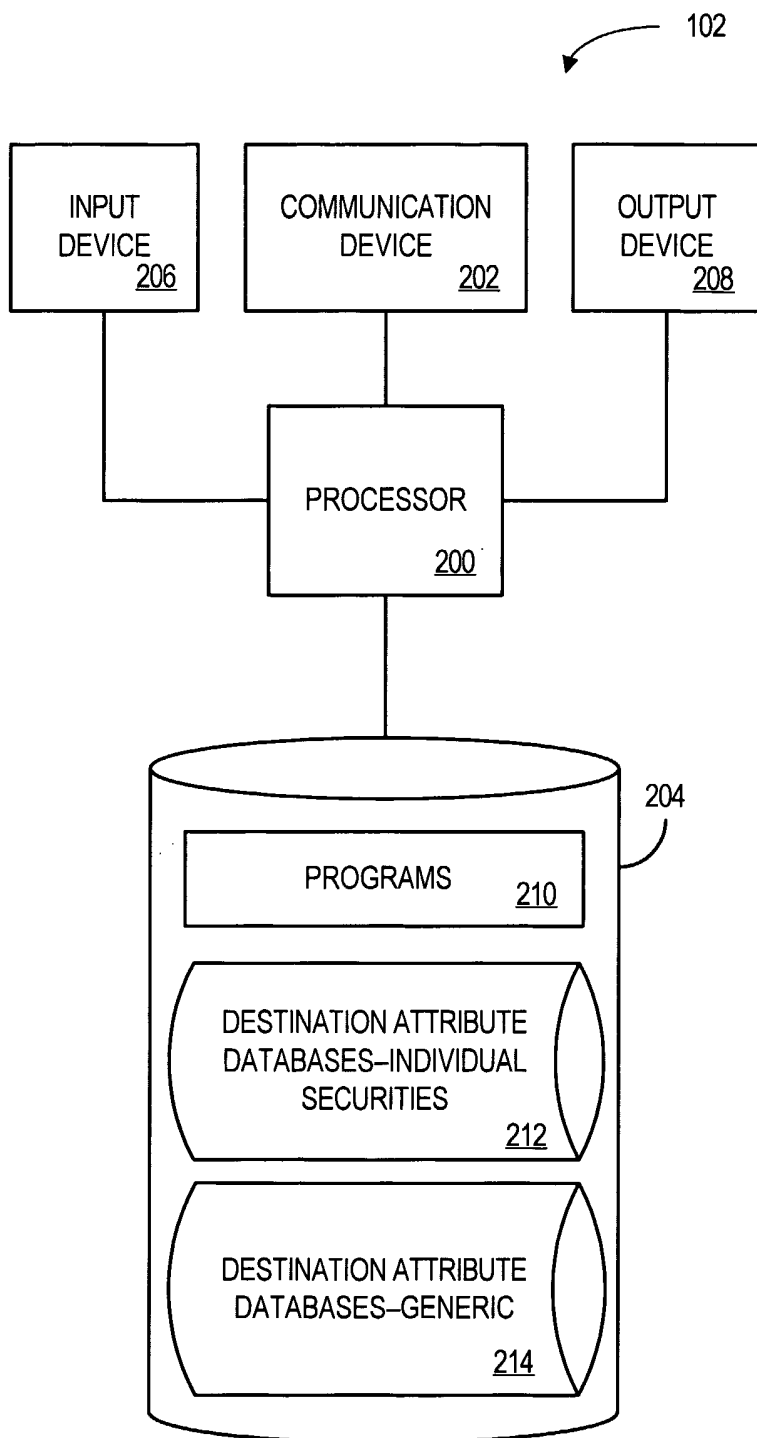 102
INPUT
DEVICE
206
COMMUNICATION
DEVICE
202
OUTPUT
DEVICE
208
PROCESSOR
200
204
PROGRAMS
210
DESTINATION ATTRIBUTE
DATABASES–INDIVIDUAL
SECURITIES
212
DESTINATION ATTRIBUTE
DATABASES–GENERIC
214